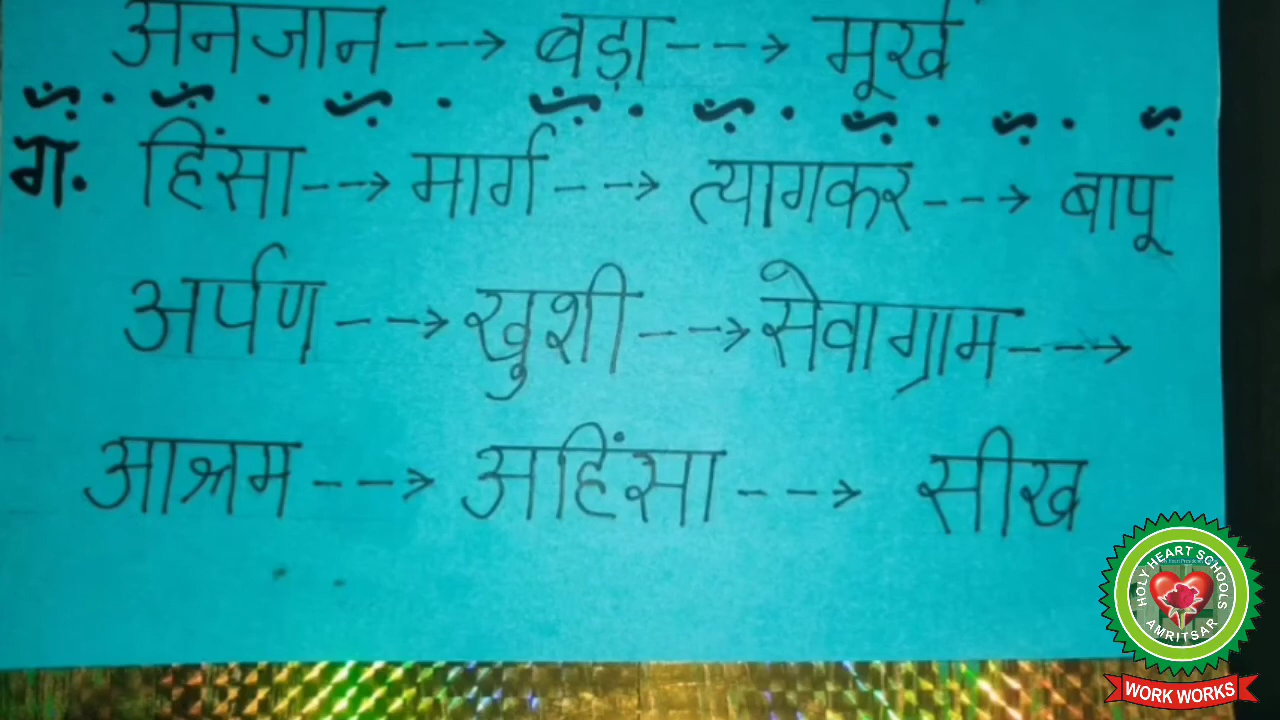 अनजान ---> बड़ा ---> मूर्ख
ग. हिंसा ---> मार्ग ---> त्यागकर ---> बापू
अर्पण ---> खुशी ---> सेवाग्राम --->
आश्रम ---> अहिंसा ---> सीख
HOLY HEART SCHOOLS
AMRITSAR
WORK WORKS